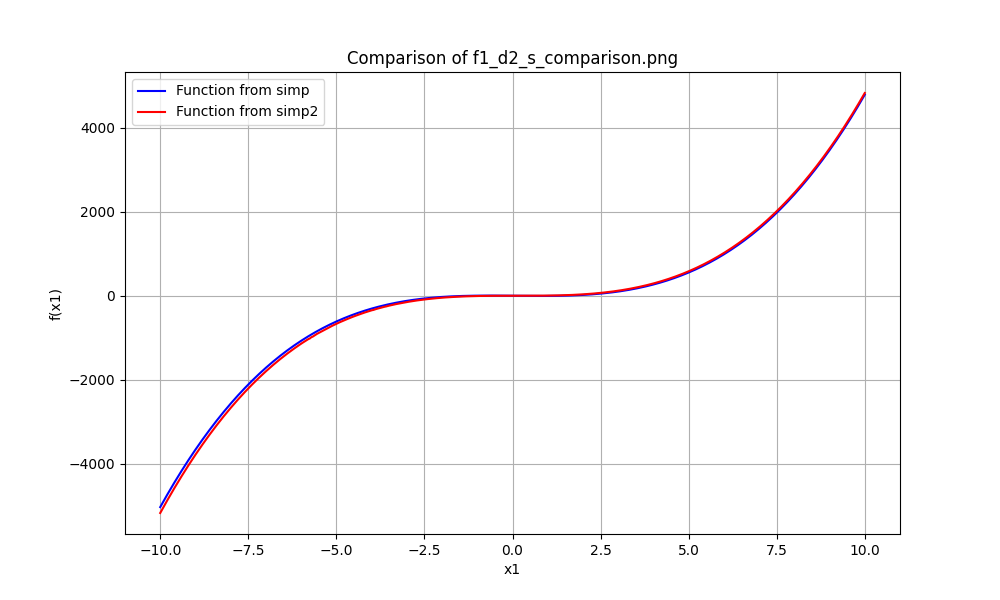 Comparison of f1_d2_s_comparison.png
Function from simp
Function from simp2
4000
2000
0
−2000
−4000
f(x1)
−10.0
−7.5
−5.0
−2.5
0.0
2.5
5.0
7.5
10.0
x1